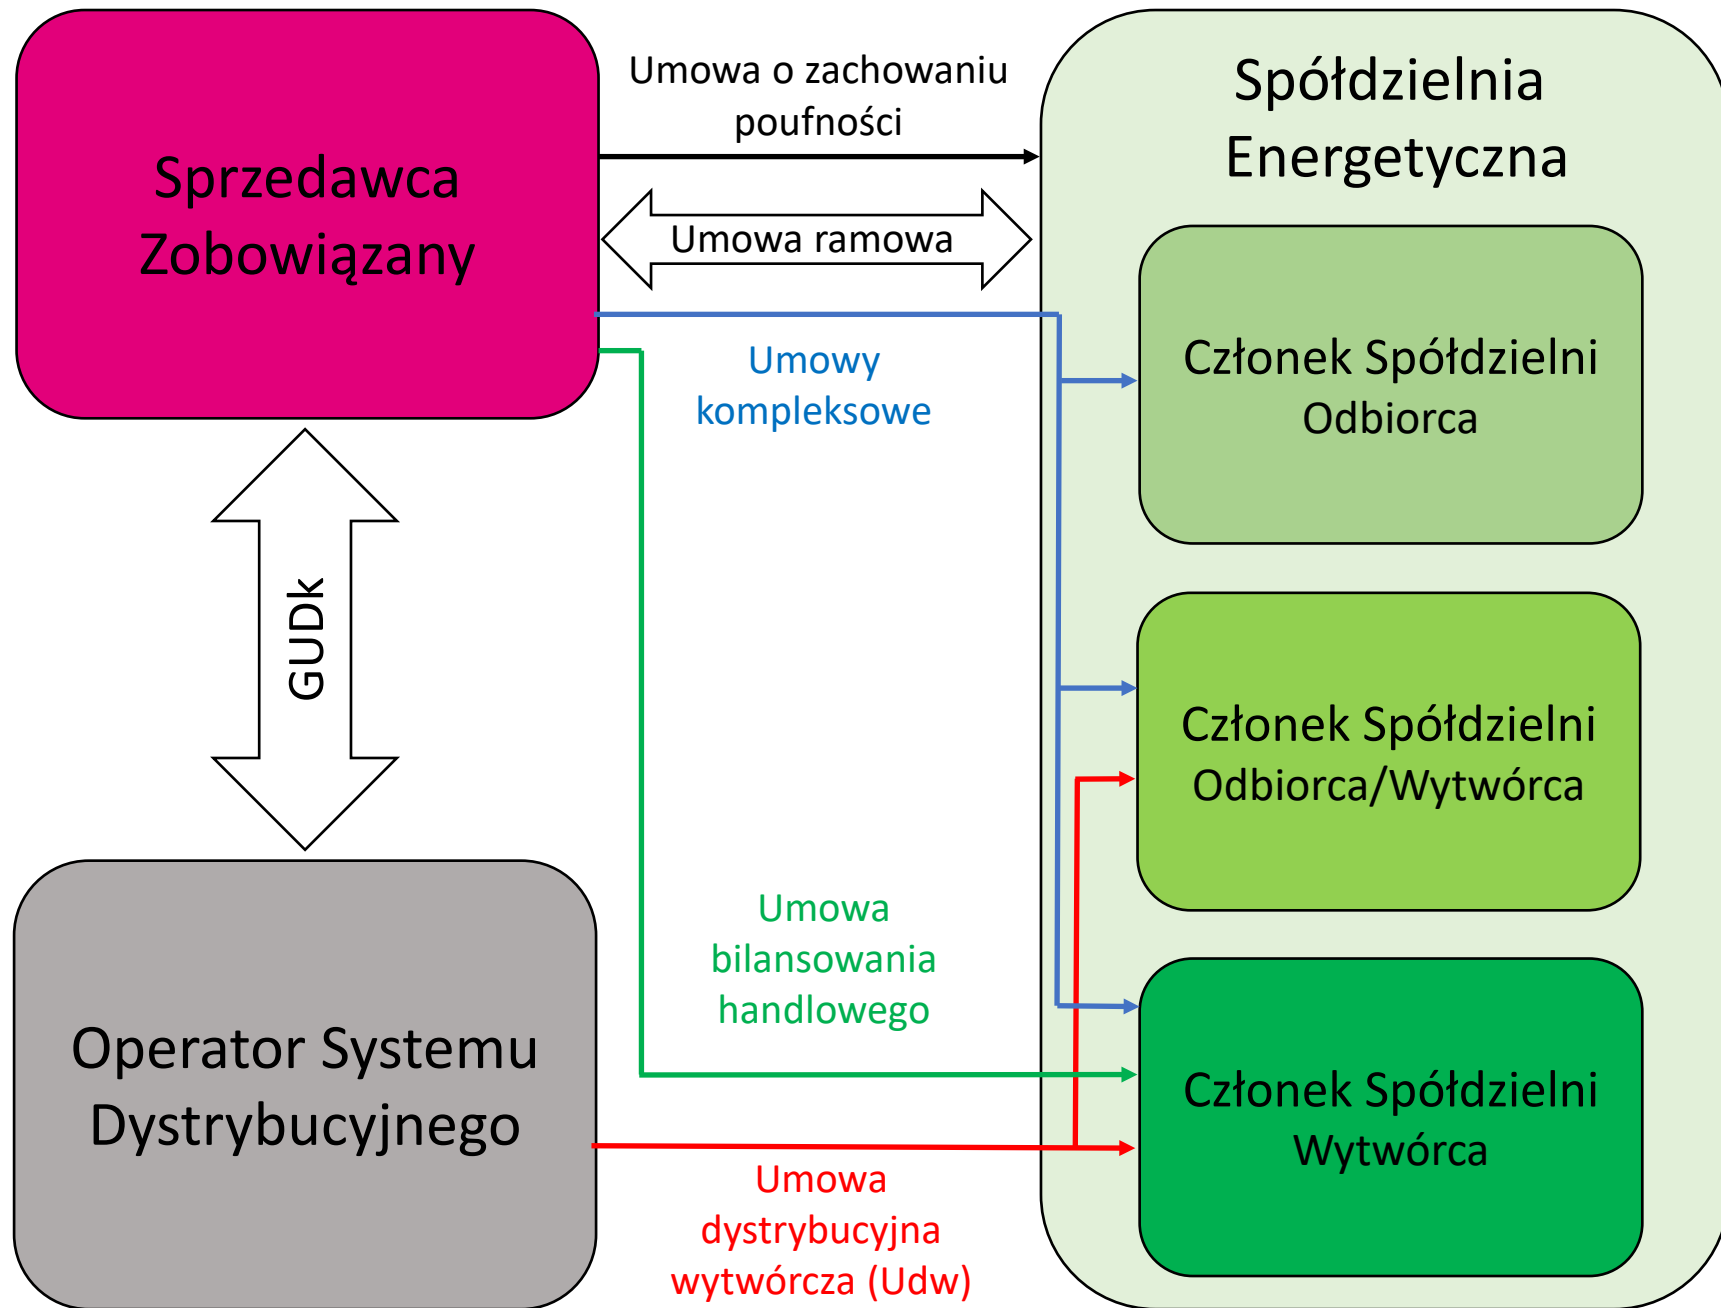 Sprzedawca
Zobowiązany
Umowa o zachowaniu
poufności
Umowa ramowa
Umowy
kompleksowe
Spółdzielnia
Energetyczna
Członek Spółdzielni
Odbiorca
GUDk
Członek Spółdzielni
Odbiorca/Wytwórca
Umowa
bilansowania
handlowego
Operator Systemu
Dystrybucyjnego
Członek Spółdzielni
Wytwórca
Umowa
dystrybucyjna
wytwórcza (Udw)